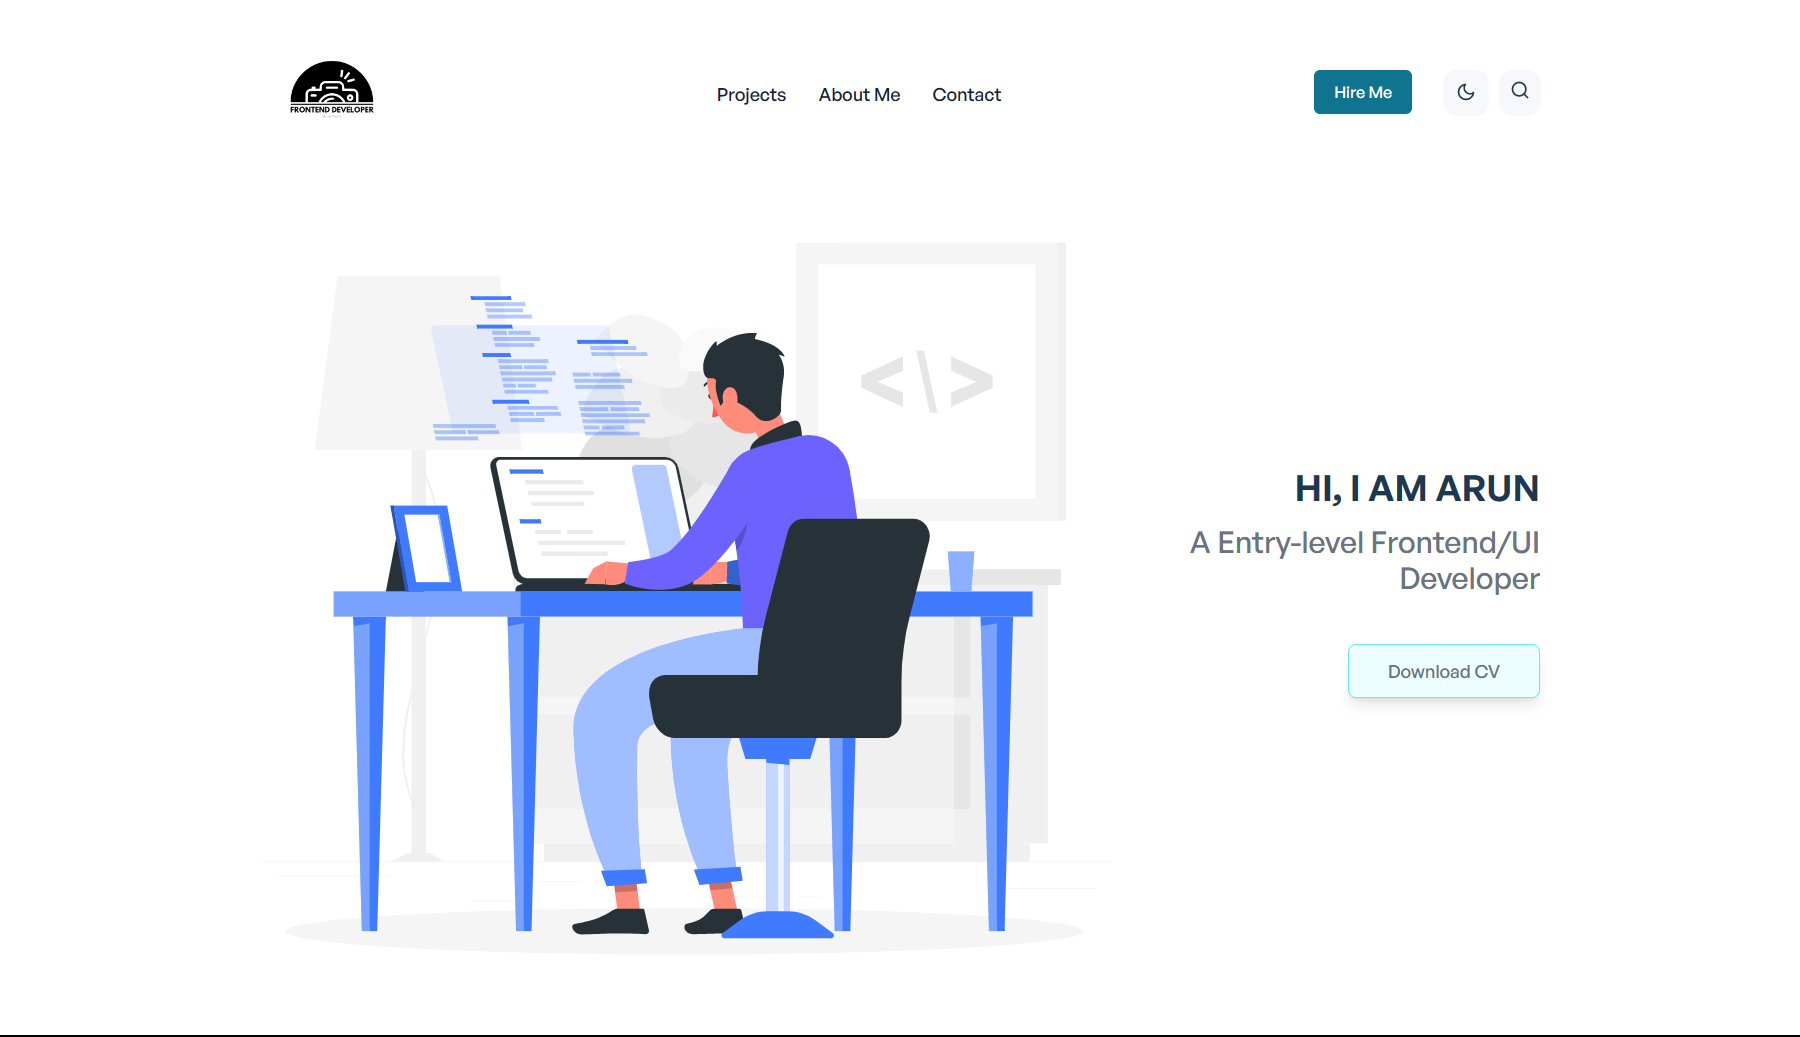 FRONTEND DEVELOPER
Projects
About Me
Contact
Hire Me
<\>
HI, I AM ARUN
A Entry-level Frontend/UI
Developer
Download CV